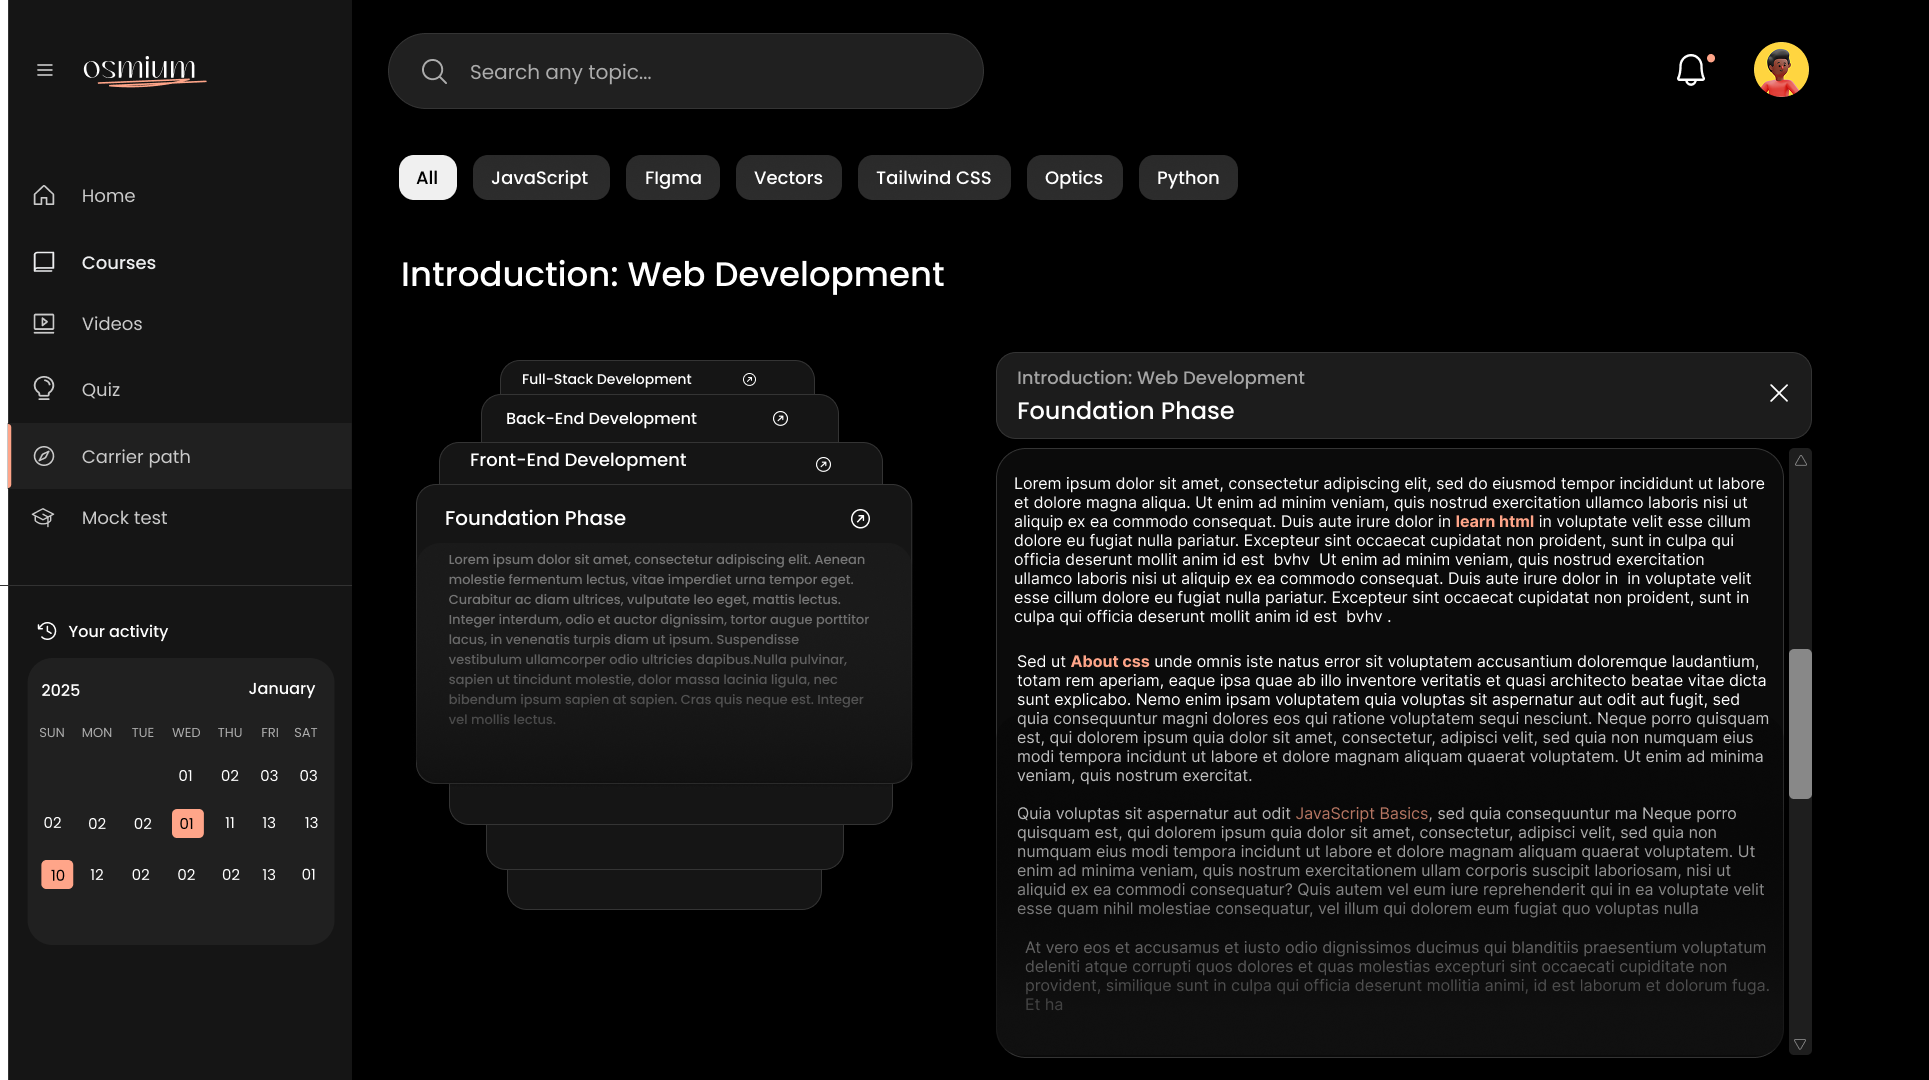 osmium
Search any topic...
Home
Courses
Videos
Quiz
Carrier path
Mock test
Your activity
2025 January
SUN MON TUE WED THU FRI SAT
01 02 03 03
02 02 02 01 11 13 13
10 12 02 02 02 13 01
All JavaScript FIgma Vectors Tailwind CSS Optics Python
Introduction: Web Development
Full-Stack Development
Back-End Development
Front-End Development
Foundation Phase
Lorem ipsum dolor sit amet, consectetur adipiscing elit. Aenean
molestie fermentum lectus, vitae imperdiet urna tempor eget.
Curabitur ac diam ultrices, vulputate leo eget, mattis lectus.
Integer interdum, odio et auctor dignissim, tortor augue porttitor
lacus, in venenatis turpis diam ut ipsum. Suspendisse
vestibulum ullamcorper odio ultricies dapibus.Nulla pulvinar,
sapien ut tincidunt molestie, dolor massa lacinia ligula, nec
bibendum ipsum sapien at sapien. Cras quis neque est. Integer
vel mollis lectus.
Introduction: Web Development
Foundation Phase
Lorem ipsum dolor sit amet, consectetur adipiscing elit, sed do eiusmod tempor incididunt ut labore
et dolore magna aliqua. Ut enim ad minim veniam, quis nostrud exercitation ullamco laboris nisi ut
aliquip ex ea commodo consequat. Duis aute irure dolor in learn html in voluptate velit esse cillum
dolore eu fugiat nulla pariatur. Excepteur sint occaecat cupidatat non proident, sunt in culpa qui
officia deserunt mollit anim id est  bvhv  Ut enim ad minim veniam, quis nostrud exercitation
ullamco laboris nisi ut aliquip ex ea commodo consequat. Duis aute irure dolor in  in voluptate velit
esse cillum dolore eu fugiat nulla pariatur. Excepteur sint occaecat cupidatat non proident, sunt in
culpa qui officia deserunt mollit anim id est  bvhv .
Sed ut About css unde omnis iste natus error sit voluptatem accusantium doloremque laudantium,
totam rem aperiam, eaque ipsa quae ab illo inventore veritatis et quasi architecto beatae vitae dicta
sunt explicabo. Nemo enim ipsam voluptatem quia voluptas sit aspernatur aut odit aut fugit, sed
quia consequuntur magni dolores eos qui ratione voluptatem sequi nesciunt. Neque porro quisquam
est, qui dolorem ipsum quia dolor sit amet, consectetur, adipisci velit, sed quia non numquam eius
modi tempora incidunt ut labore et dolore magnam aliquam quaerat voluptatem. Ut enim ad minima
veniam, quis nostrum exercitat.
Quia voluptas sit aspernatur aut odit JavaScript Basics, sed quia consequuntur ma Neque porro
quisquam est, qui dolorem ipsum quia dolor sit amet, consectetur, adipisci velit, sed quia non
numquam eius modi tempora incidunt ut labore et dolore magnam aliquam quaerat voluptatem. Ut
enim ad minima veniam, quis nostrum exercitationem ullam corporis suscipit laboriosam, nisi ut
aliquid ex ea commodi consequatur? Quis autem vel eum iure reprehenderit qui in ea voluptate velit
esse quam nihil molestiae consequatur, vel illum qui dolorem eum fugiat quo voluptas nulla
At vero eos et accusamus et iusto odio dignissimos ducimus qui blanditiis praesentium voluptatum
deleniti atque corrupti quos dolores et quas molestias excepturi sint occaecati cupiditate non
provident, similique sunt in culpa qui officia deserunt mollitia animi, id est laborum et dolorum fuga.
Et ha